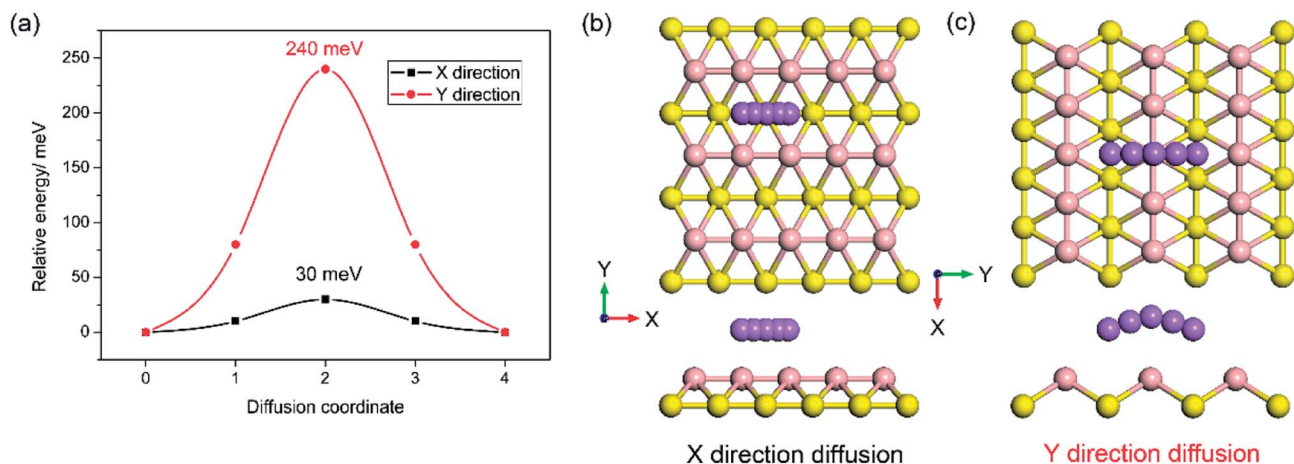 (a)
240 meV
X direction
Y direction
30 meV
Relative energy/ meV
250
200
150
100
50
0
0 1 2 3 4
Diffusion coordinate
(b)
Y
X
X direction diffusion
(c)
Y
X
Y direction diffusion